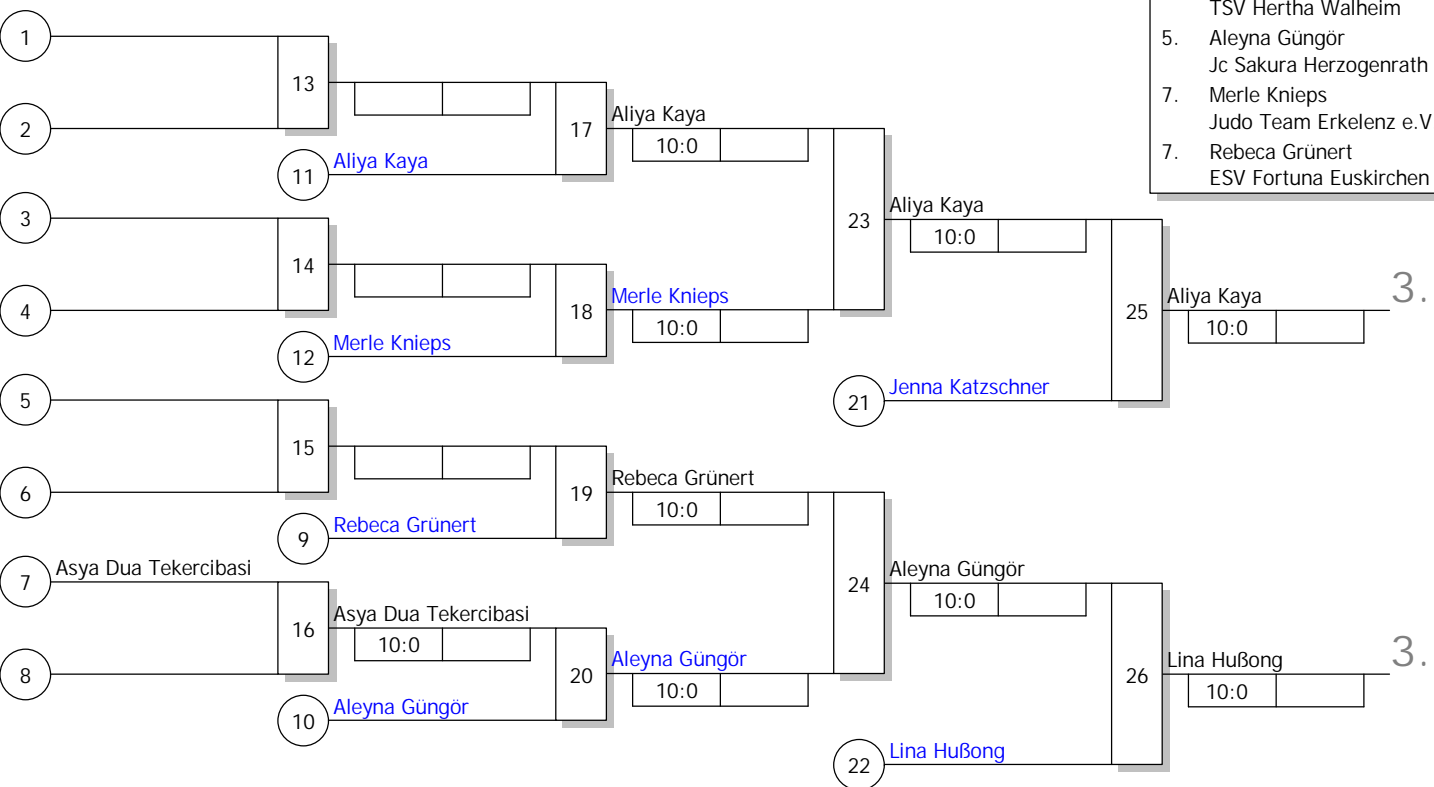 TSV Hertha Walheim
5. Aleyna Güngör
Jc Sakura Herzogenrath
7. Merle Knieps
Judo Team Erkelenz e.V
7. Rebeca Grünert
ESV Fortuna Euskirchen
1
13
2
17
Aliya Kaya
10:0
11
Aliya Kaya
3
23
Aliya Kaya
10:0
14
4
18
Merle Knieps
10:0
12
Merle Knieps
25
Aliya Kaya
3.
10:0
5
21
Jenna Katzschner
15
6
19
Rebeca Grünert
10:0
9
Rebeca Grünert
7
Asya Dua Tekercibasi
24
Aleyna Güngör
10:0
16
Asya Dua Tekercibasi
10:0
8
20
Aleyna Güngör
10:0
10
Aleyna Güngör
26
Lina Hußong
3.
10:0
22
Lina Hußong